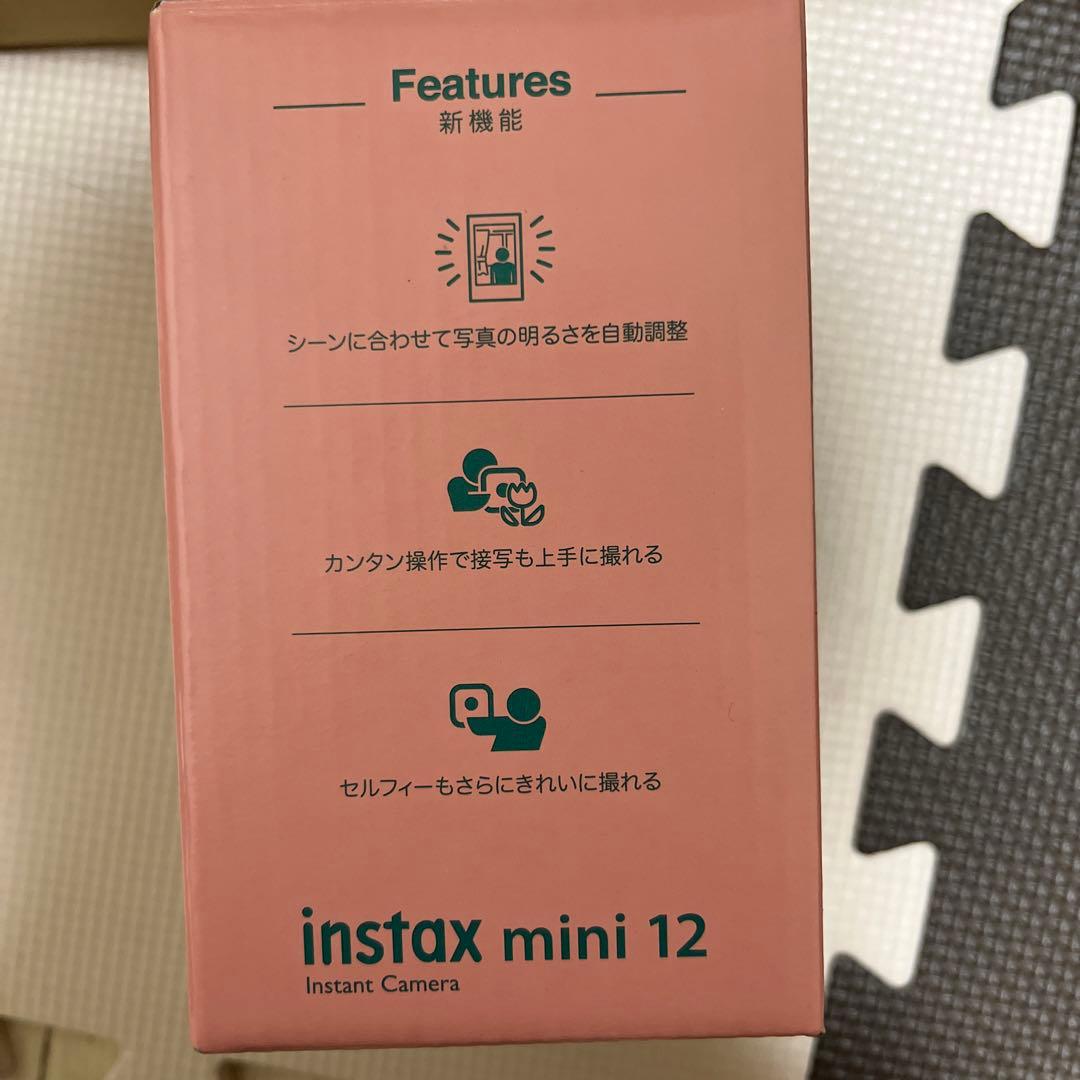 Features
新機能
シーンに合わせて写真の明るさを自動調整
カンタン操作で接写も上手に撮れる
セルフィーもさらにきれいに撮れる
instax mini 12
Instant Camera